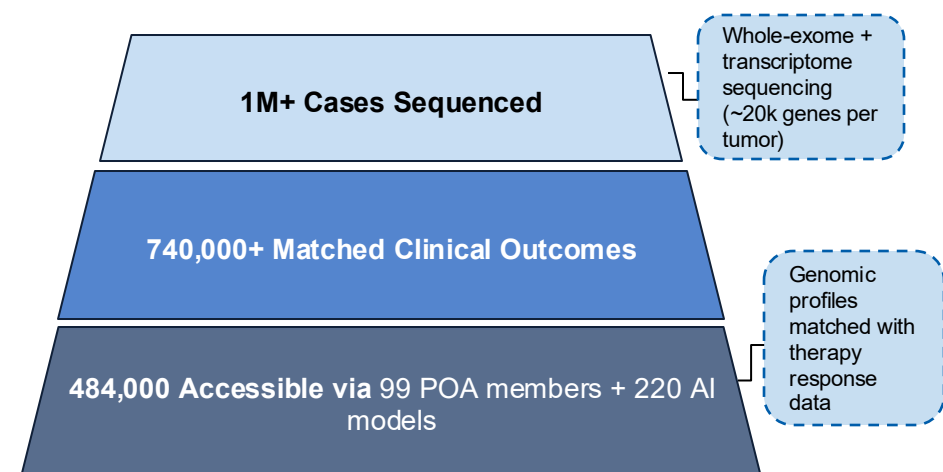 Whole-exome +
transcriptome
sequencing
(~20k genes per
tumor)
1M+ Cases Sequenced
740,000+ Matched Clinical Outcomes
Genomic
profiles
matched with
therapy
response
data
484,000 Accessible via 99 POA members + 220 AI
models